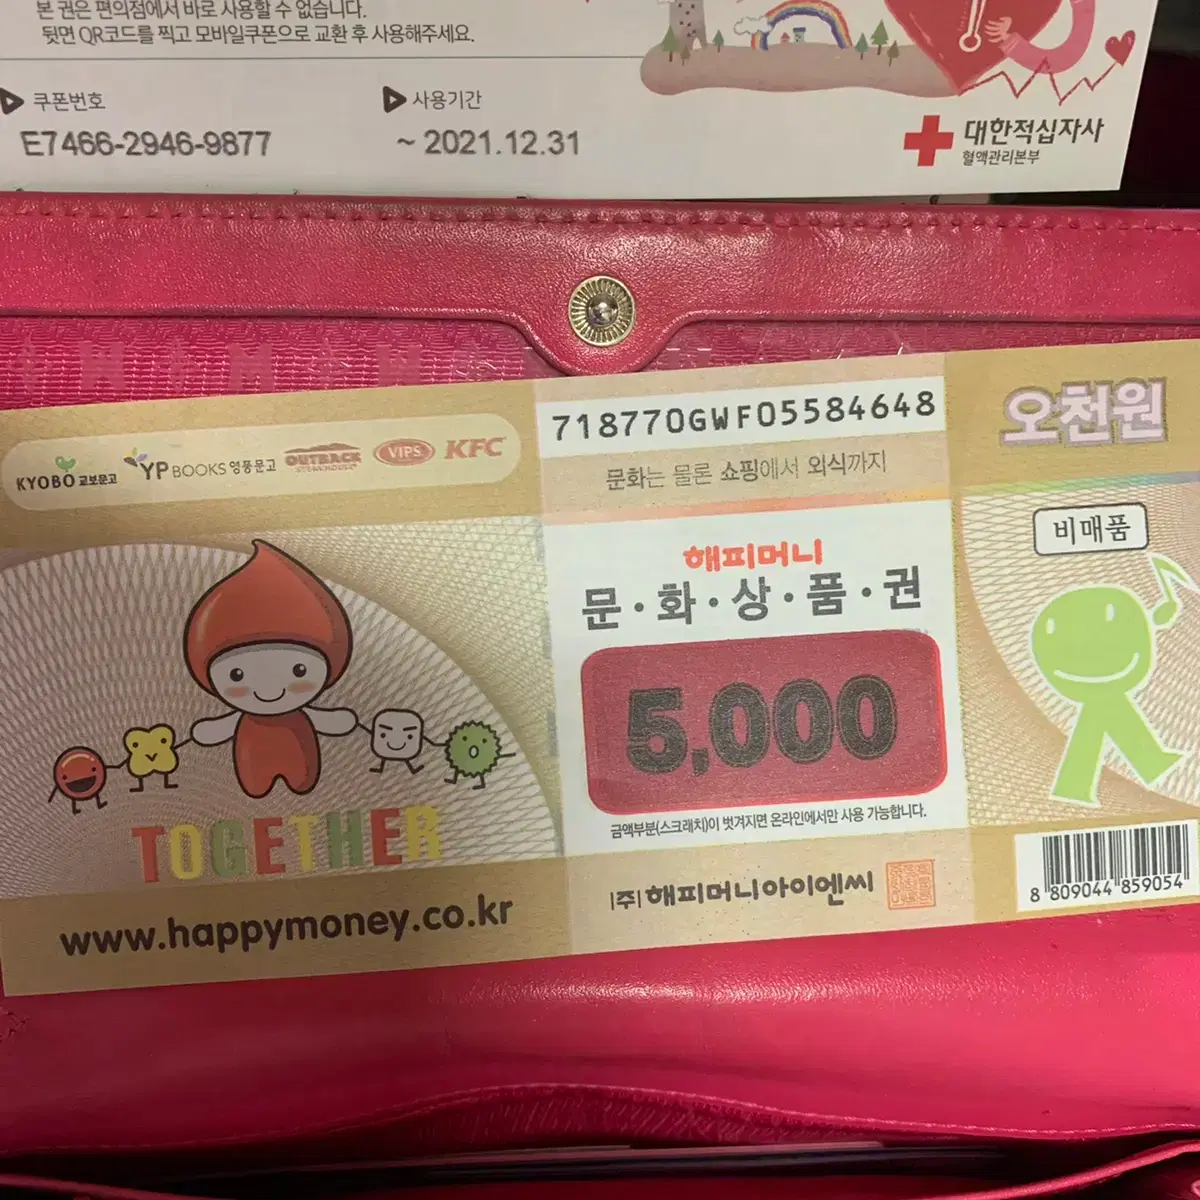 본 권은 편의점에서 바로 사용할 수 없습니다.
뒷면 QR코드를 찍고 모바일쿠폰으로 교환 후 사용해주세요.
쿠폰번호
E7466-2946-9877
사용기간
~ 2021.12.31
대한적십자사
혈액관리본부
KYOBO 교보문고
YP BOOKS 영풍문고
OUTBACK
STEAKHOUSE
VIPS
KFC
718770GWF05584648
문화는 물론 쇼핑에서 외식까지
오천원
비매품
해피머니
문·화·상·품·권
5,000
금액부분(스크래치)이 벗겨지면 온라인에서만 사용 가능합니다.
TOGETHER
www.happymoney.co.kr
(주)해피머니아이엔씨
8 809044 859054